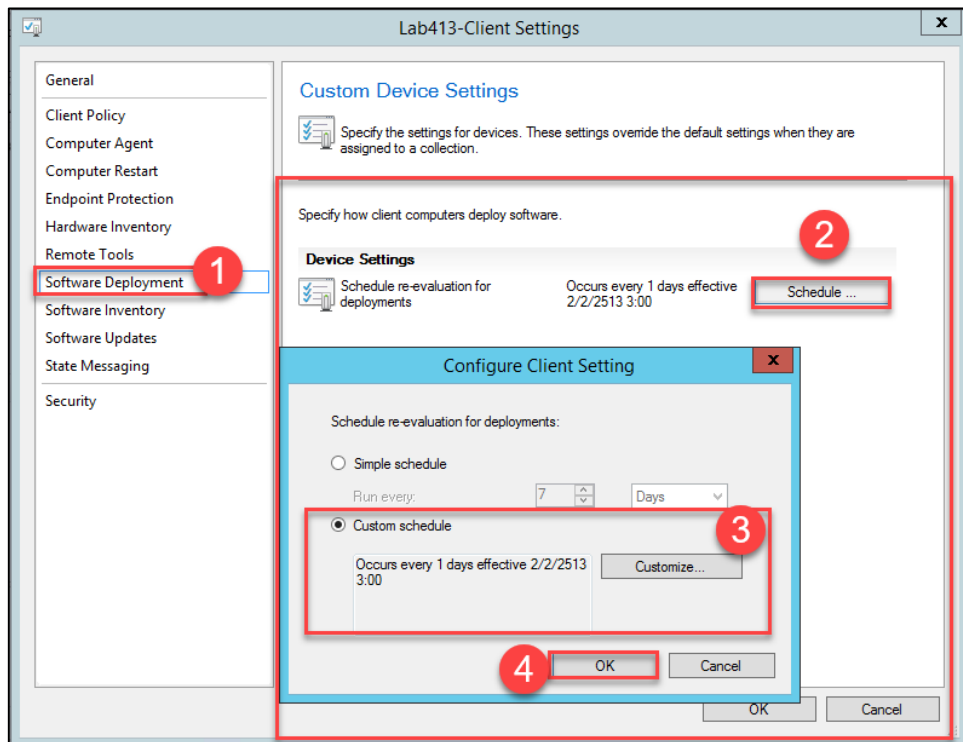 Lab413-Client Settings
x
General
Client Policy
Computer Agent
Computer Restart
Endpoint Protection
Hardware Inventory
Remote Tools
Software Deployment
1
Software Inventory
Software Updates
State Messaging
Security
Custom Device Settings
Specify the settings for devices. These settings override the default settings when they are
assigned to a collection.
Specify how client computers deploy software.
2
Device Settings
Schedule re-evaluation for
deployments
Occurs every 1 days effective
2/2/2513 3:00
Schedule ...
Configure Client Setting
x
Schedule re-evaluation for deployments:
Simple schedule
Run every:
7
Days
Custom schedule
3
Occurs every 1 days effective 2/2/2513
3:00
Customize...
4
OK
Cancel
OK
Cancel